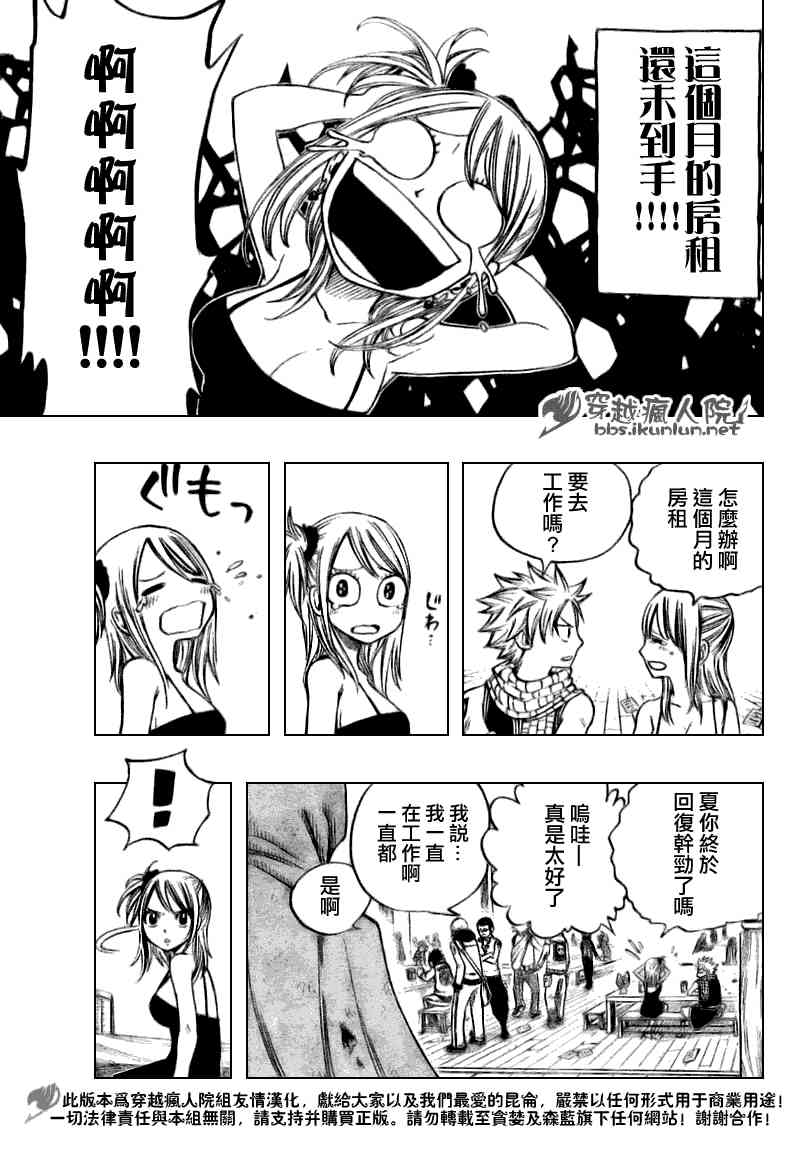 這個月的房租
還未到手!!!!
啊啊啊啊啊!!!!
穿越瘋人院
bbs.ikunlun.net
怎麼辦啊
這個月的
房租
要去
工作嗎?
じわ…
ぐもっ
夏你終於
回復幹勁了嗎
嗚哇—
真是太好了
我説…
我一直
在工作啊
一直都
是啊
!
此版本爲穿越瘋人院組友情漢化，獻給大家以及我們最愛的昆侖，嚴禁以任何形式用于商業用途!
一切法律責任與本組無關，請支持并購買正版。請勿轉載至貪婪及森藍旗下任何網站！謝謝合作!